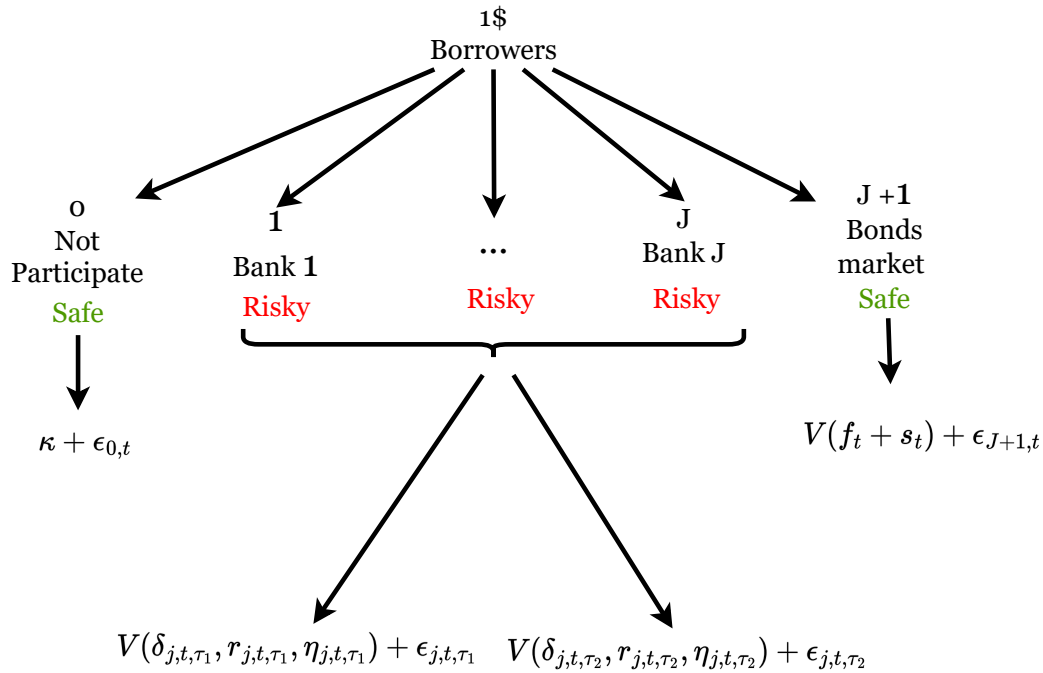 1$
Borrowers
0
Not
Participate
Safe
1
Bank 1
Risky
...
Risky
J
Bank J
Risky
J +1
Bonds
market
Safe
κ + ϵ_{0,t}
V(f_t + s_t) + ϵ_{J+1,t}
V(δ_{j,t,τ_1}, r_{j,t,τ_1}, η_{j,t,τ_1}) + ϵ_{j,t,τ_1}
V(δ_{j,t,τ_2}, r_{j,t,τ_2}, η_{j,t,τ_2}) + ϵ_{j,t,τ_2}